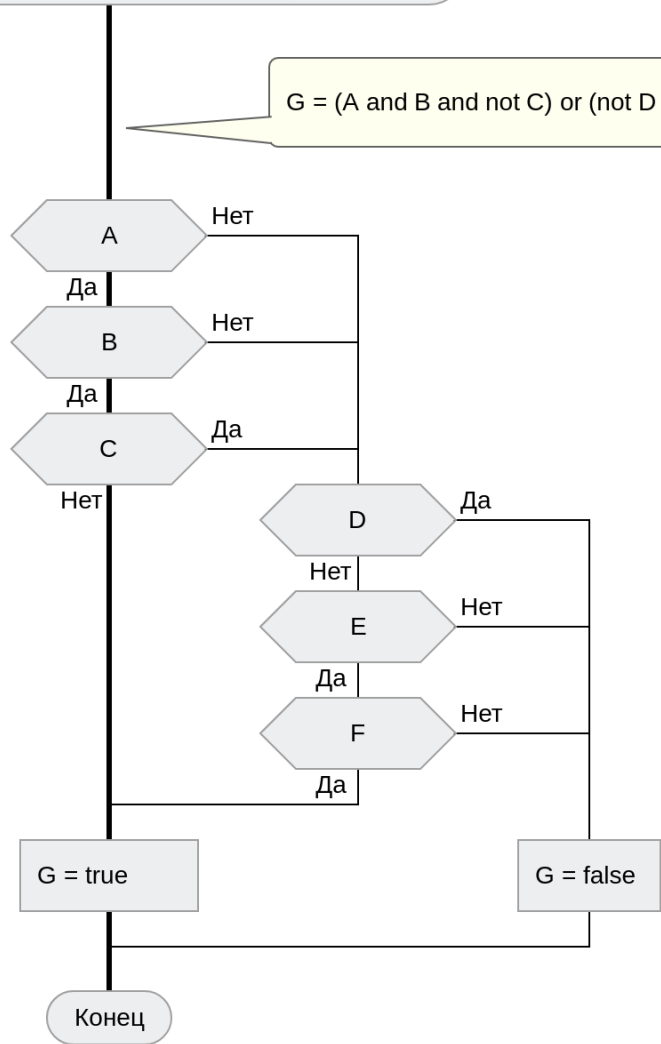 G = (A and B and not C) or (not D
A
Нет
Да
B
Нет
Да
C
Да
Нет
D
Да
Нет
E
Нет
Да
F
Нет
Да
G = true
G = false
Конец